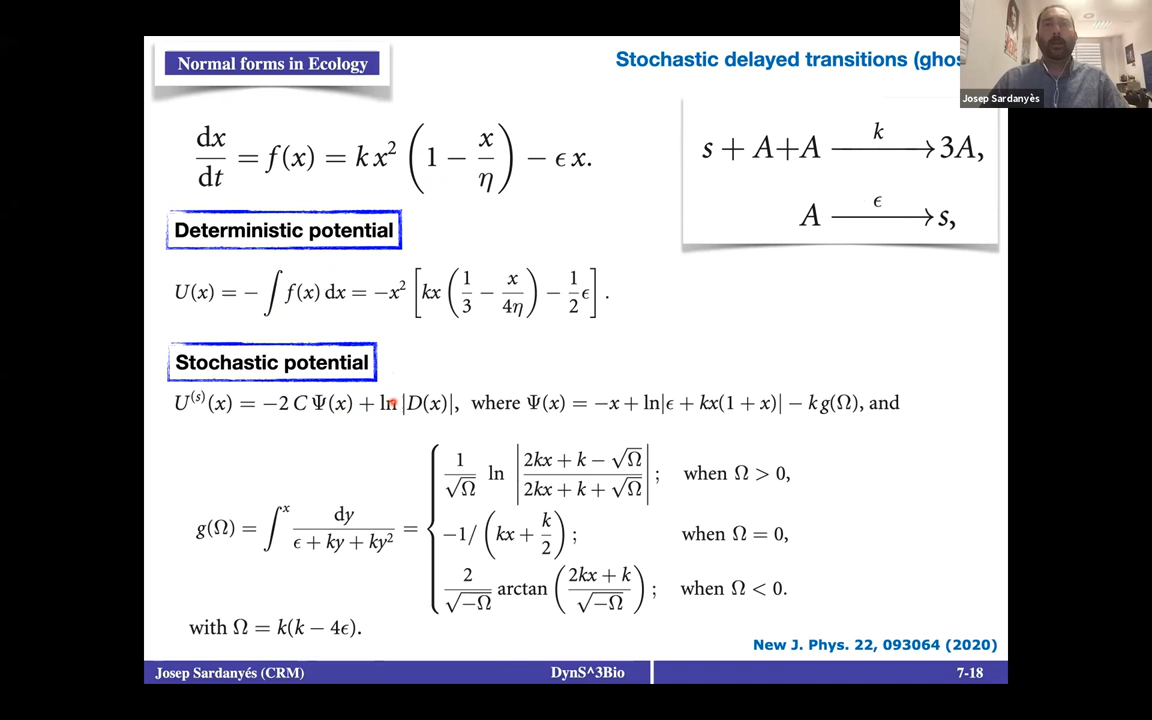 Normal forms in Ecology
Stochastic delayed transitions (ghos
Josep Sardanyès
dx/dt = f(x) = kx² (1 − x/η) − ϵx.
s + A+A —k→ 3A,
A —ϵ→ s,
Deterministic potential
U(x) = − ∫ f(x) dx = −x² [kx (1/3 − x/4η) − 1/2 ϵ] .
Stochastic potential
U⁽ˢ⁾(x) = −2 C Ψ(x) + ln |D(x)|, where Ψ(x) = −x + ln|ϵ + kx(1 + x)| − k g(Ω), and
g(Ω) = ∫ˣ dy/(ϵ + ky + ky²) =
1/√Ω ln |(2kx + k − √Ω)/(2kx + k + √Ω)| ; when Ω > 0,
−1/ (kx + k/2) ; when Ω = 0,
2/√−Ω arctan ((2kx + k)/√−Ω) ; when Ω < 0.
with Ω = k(k − 4ϵ).
New J. Phys. 22, 093064 (2020)
Josep Sardanyés (CRM)
DynS^3Bio
7-18